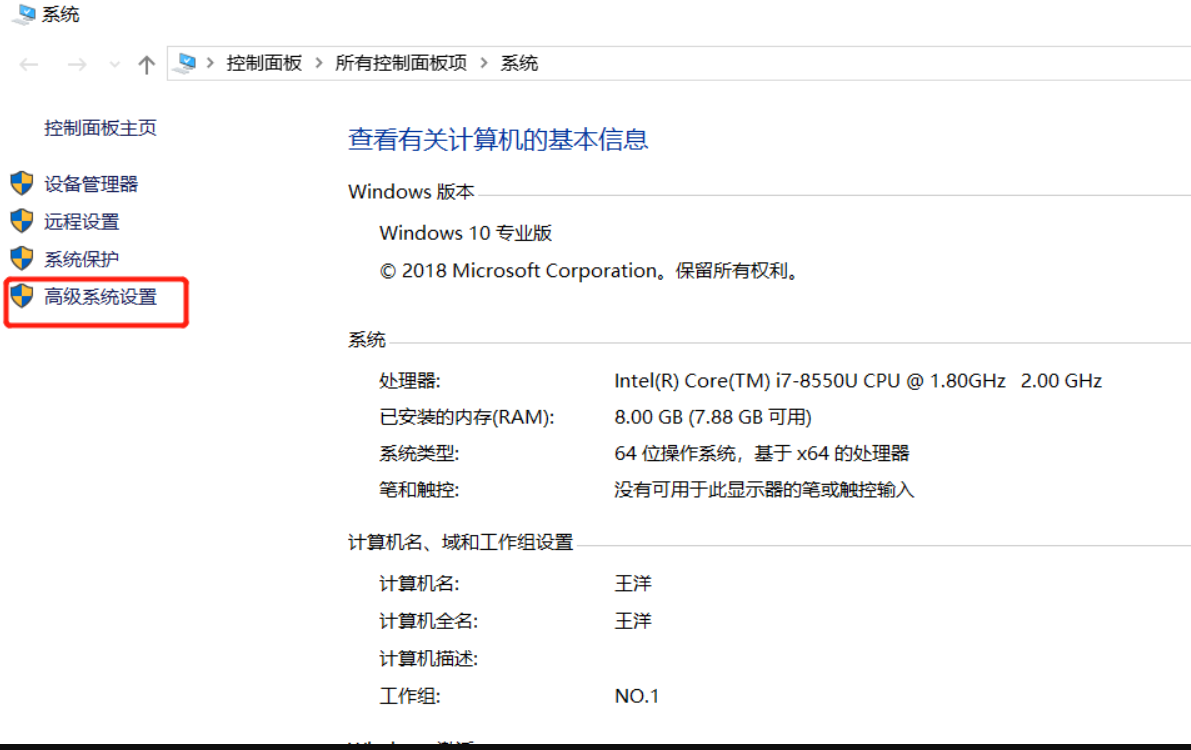 系统
控制面板 > 所有控制面板项 > 系统
控制面板主页
设备管理器
远程设置
系统保护
高级系统设置
查看有关计算机的基本信息
Windows 版本
Windows 10 专业版
© 2018 Microsoft Corporation。保留所有权利。
系统
处理器: Intel(R) Core(TM) i7-8550U CPU @ 1.80GHz 2.00 GHz
已安装的内存(RAM): 8.00 GB (7.88 GB 可用)
系统类型: 64 位操作系统，基于 x64 的处理器
笔和触控: 没有可用于此显示器的笔或触控输入
计算机名、域和工作组设置
计算机名: 王洋
计算机全名: 王洋
计算机描述:
工作组: NO.1